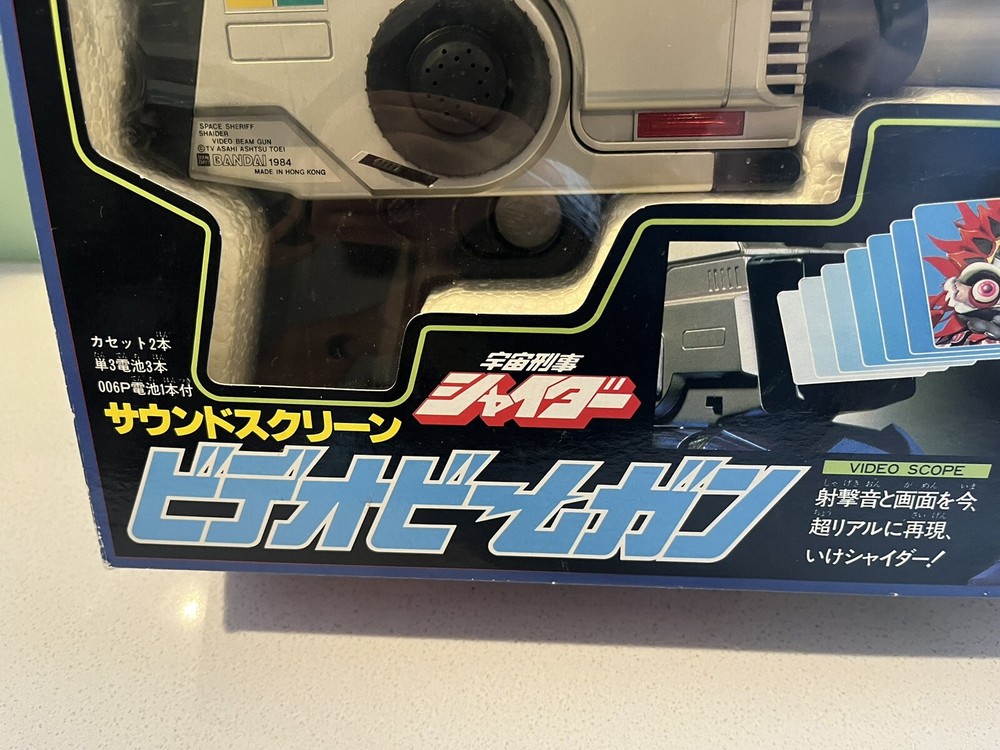 SPACE SHERIFF
SHAIDER
VIDEO BEAM GUN
©TV ASAHI ASHTSU TOEI
BANDAI 1984
MADE IN HONG KONG
カセット2本
単3電池3本
006P電池1本付
サウンドスクリーン
ビデオビームガン
宇宙刑事
シャイダー
VIDEO SCOPE
射撃音と画面を今、
超リアルに再現、
いけシャイダー!